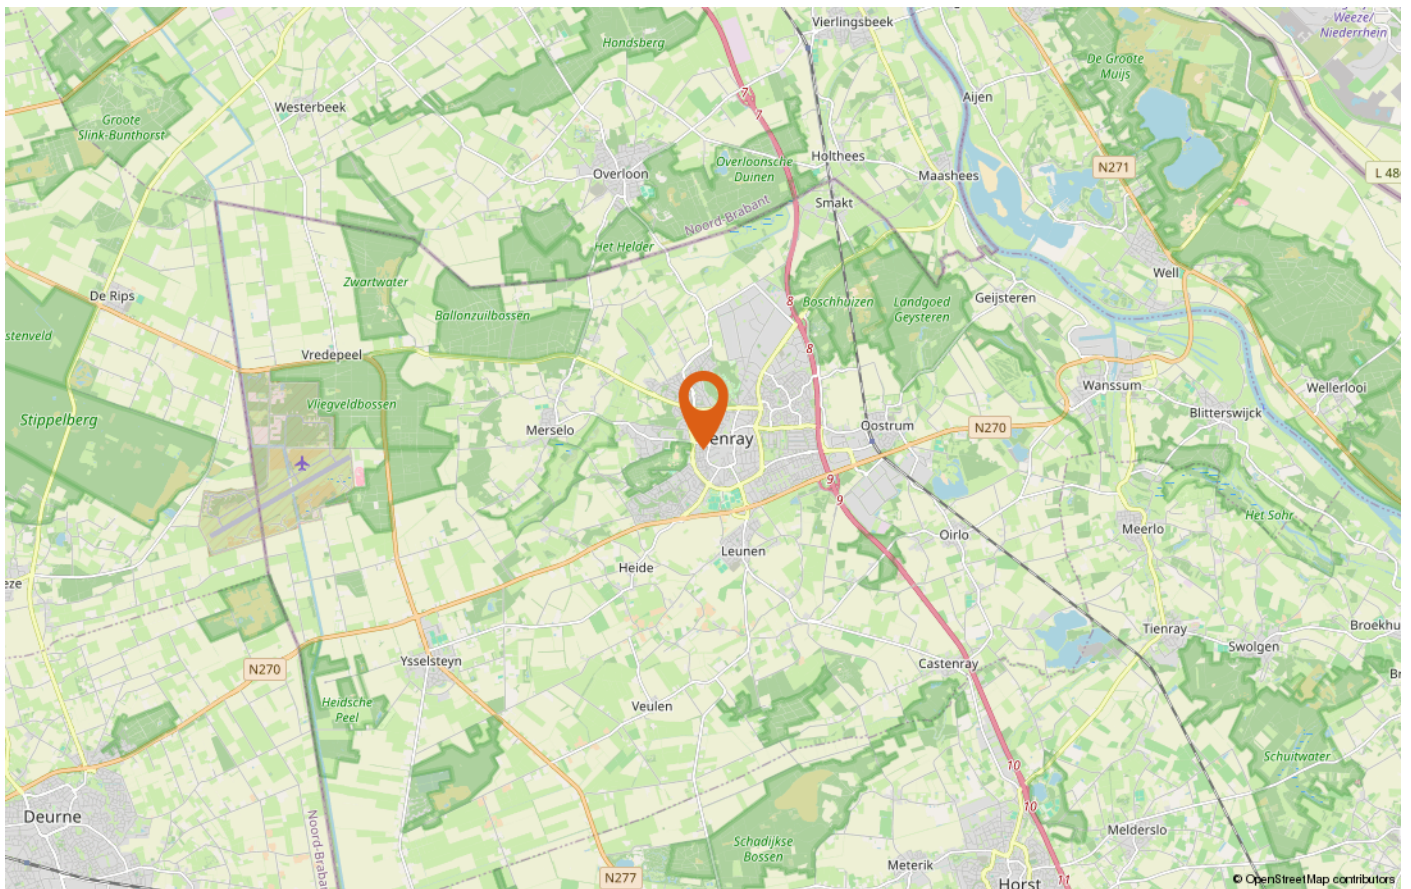 Vierlingsbeek
Weeze/
Niederrhein
Hondsberg
De Groote
Muijs
7
7
Aijen
Westerbeek
Groote
Slink-Bunthorst
Holthees
Overloonsche
Duinen
N271
L 48
Overloon
Maashees
Smakt
Noord-Brabant
Het Helder
Well
Zwartwater
De Rips
Geijsteren
8
Boschhuizen
Landgoed
Geysteren
Ballonzuilbossen
stenveld
8
Vredepeel
Wanssum
Wellerlooi
Vliegveldbossen
Blitterswijck
Stippelberg
Merselo
Oostrum
N270
enray
9
9
Het Sohr
Meerlo
Oirlo
Leunen
Heide
eze
Broekhu
Tienray
Swolgen
Ysselsteyn
Castenray
N270
Br
Heidsche
Peel
Veulen
Schuitwater
10
10
Deurne
Noord-Braba
Melderslo
Schadijkse
Bossen
Meterik
N277
Horst
11
© OpenStreetMap contributors